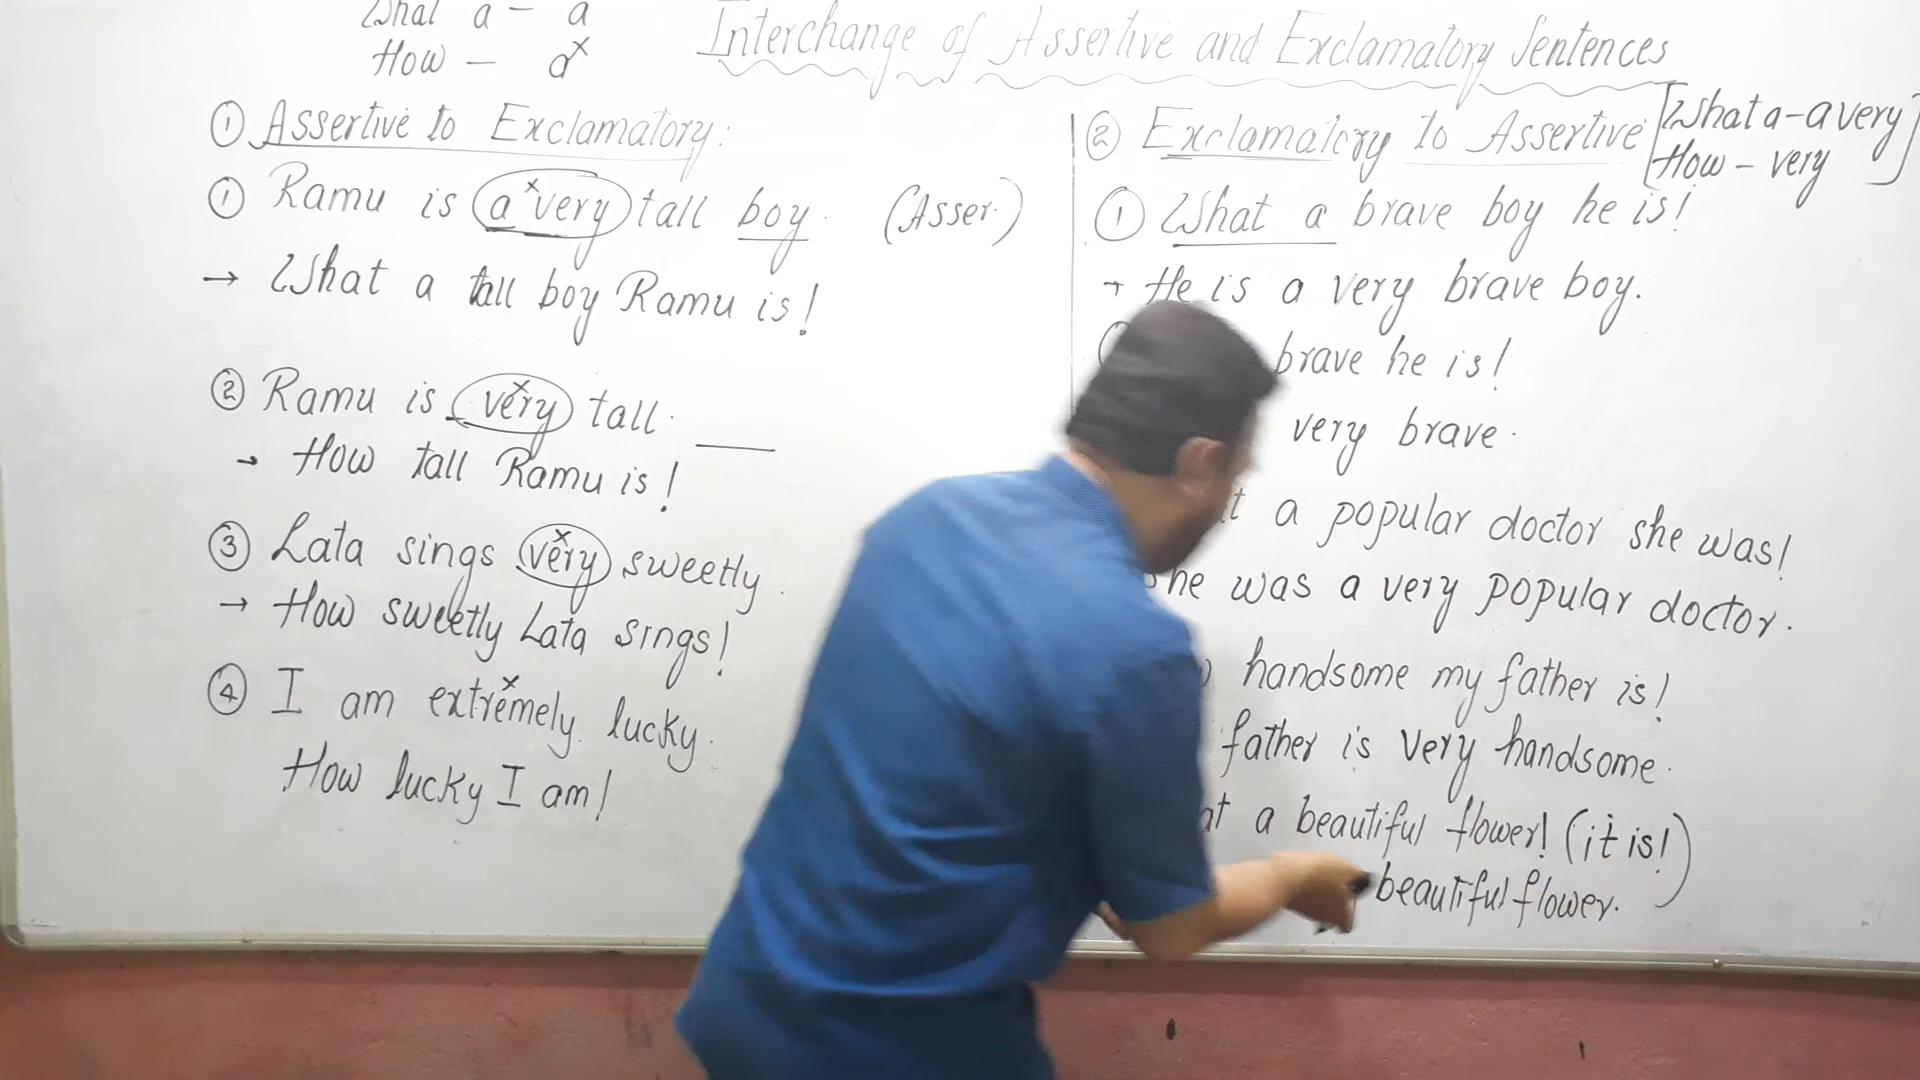 What a - a
How - a
Interchange of Assertive and Exclamatory Sentences
① Assertive to Exclamatory:
① Ramu is a very tall boy. (Asser.)
→ What a tall boy Ramu is!
② Ramu is very tall.
→ How tall Ramu is!
③ Lata sings very sweetly.
→ How sweetly Lata sings!
④ I am extremely lucky.
How lucky I am!
② Exclamatory to Assertive [What a - a very
How - very]
① What a brave boy he is!
→ He is a very brave boy.
brave he is!
very brave.
a popular doctor she was!
he was a very popular doctor.
handsome my father is!
father is very handsome.
at a beautiful flower! (it is!)
beautiful flower.